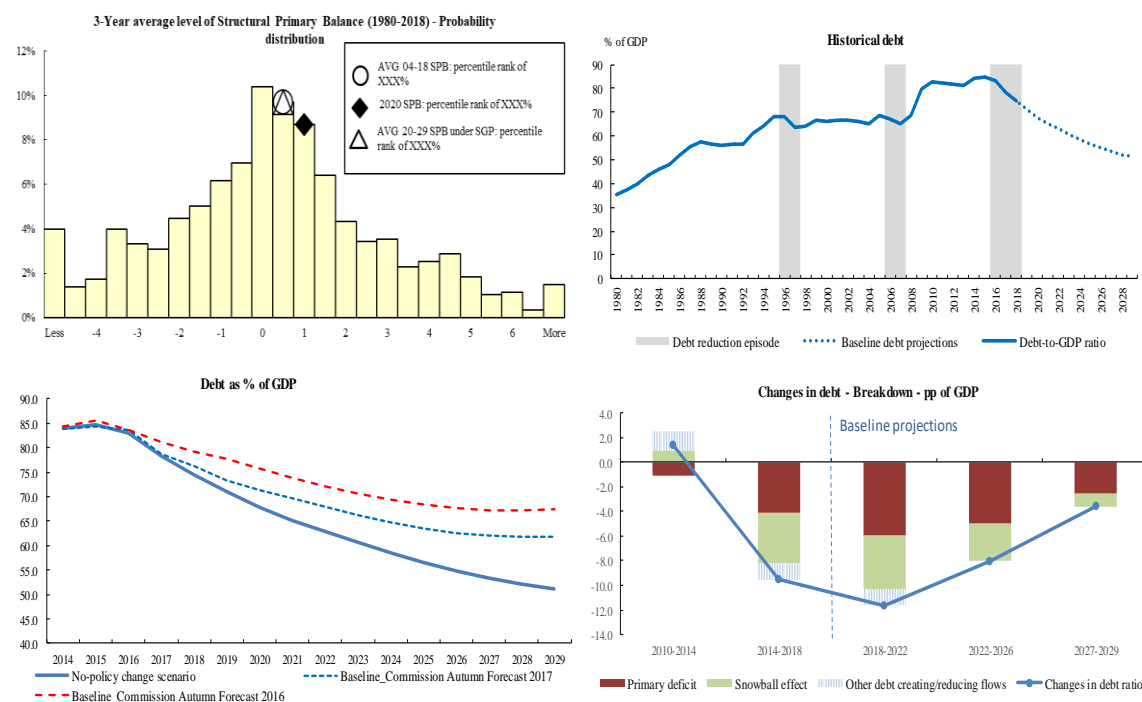 3-Year average level of Structural Primary Balance (1980-2018) - Probability
distribution
12%
10%
8%
6%
4%
2%
0%
AVG 04-18 SPB: percentile rank of
XXX%
2020 SPB: percentile rank of XXX%
AVG 20-29 SPB under SGP: percentile
rank of XXX%
Less -4 -3 -2 -1 0 1 2 3 4 5 6 More
Historical debt
% of GDP
90
80
70
60
50
40
30
20
10
0
1980 1982 1984 1986 1988 1990 1992 1994 1996 1998 2000 2002 2004 2006 2008 2010 2012 2014 2016 2018 2020 2022 2024 2026 2028
Debt reduction episode Baseline debt projections Debt-to-GDP ratio
Debt as % of GDP
90.0
85.0
80.0
75.0
70.0
65.0
60.0
55.0
50.0
45.0
40.0
2014 2015 2016 2017 2018 2019 2020 2021 2022 2023 2024 2025 2026 2027 2028 2029
No-policy change scenario Baseline_Commission Autumn Forecast 2017
Baseline_Commission Autumn Forecast 2016
Changes in debt - Breakdown - pp of GDP
Baseline projections
4.0
2.0
0.0
-2.0
-4.0
-6.0
-8.0
-10.0
-12.0
-14.0
2010-2014 2014-2018 2018-2022 2022-2026 2027-2029
Primary deficit Snowball effect Other debt creating/reducing flows Changes in debt ratio